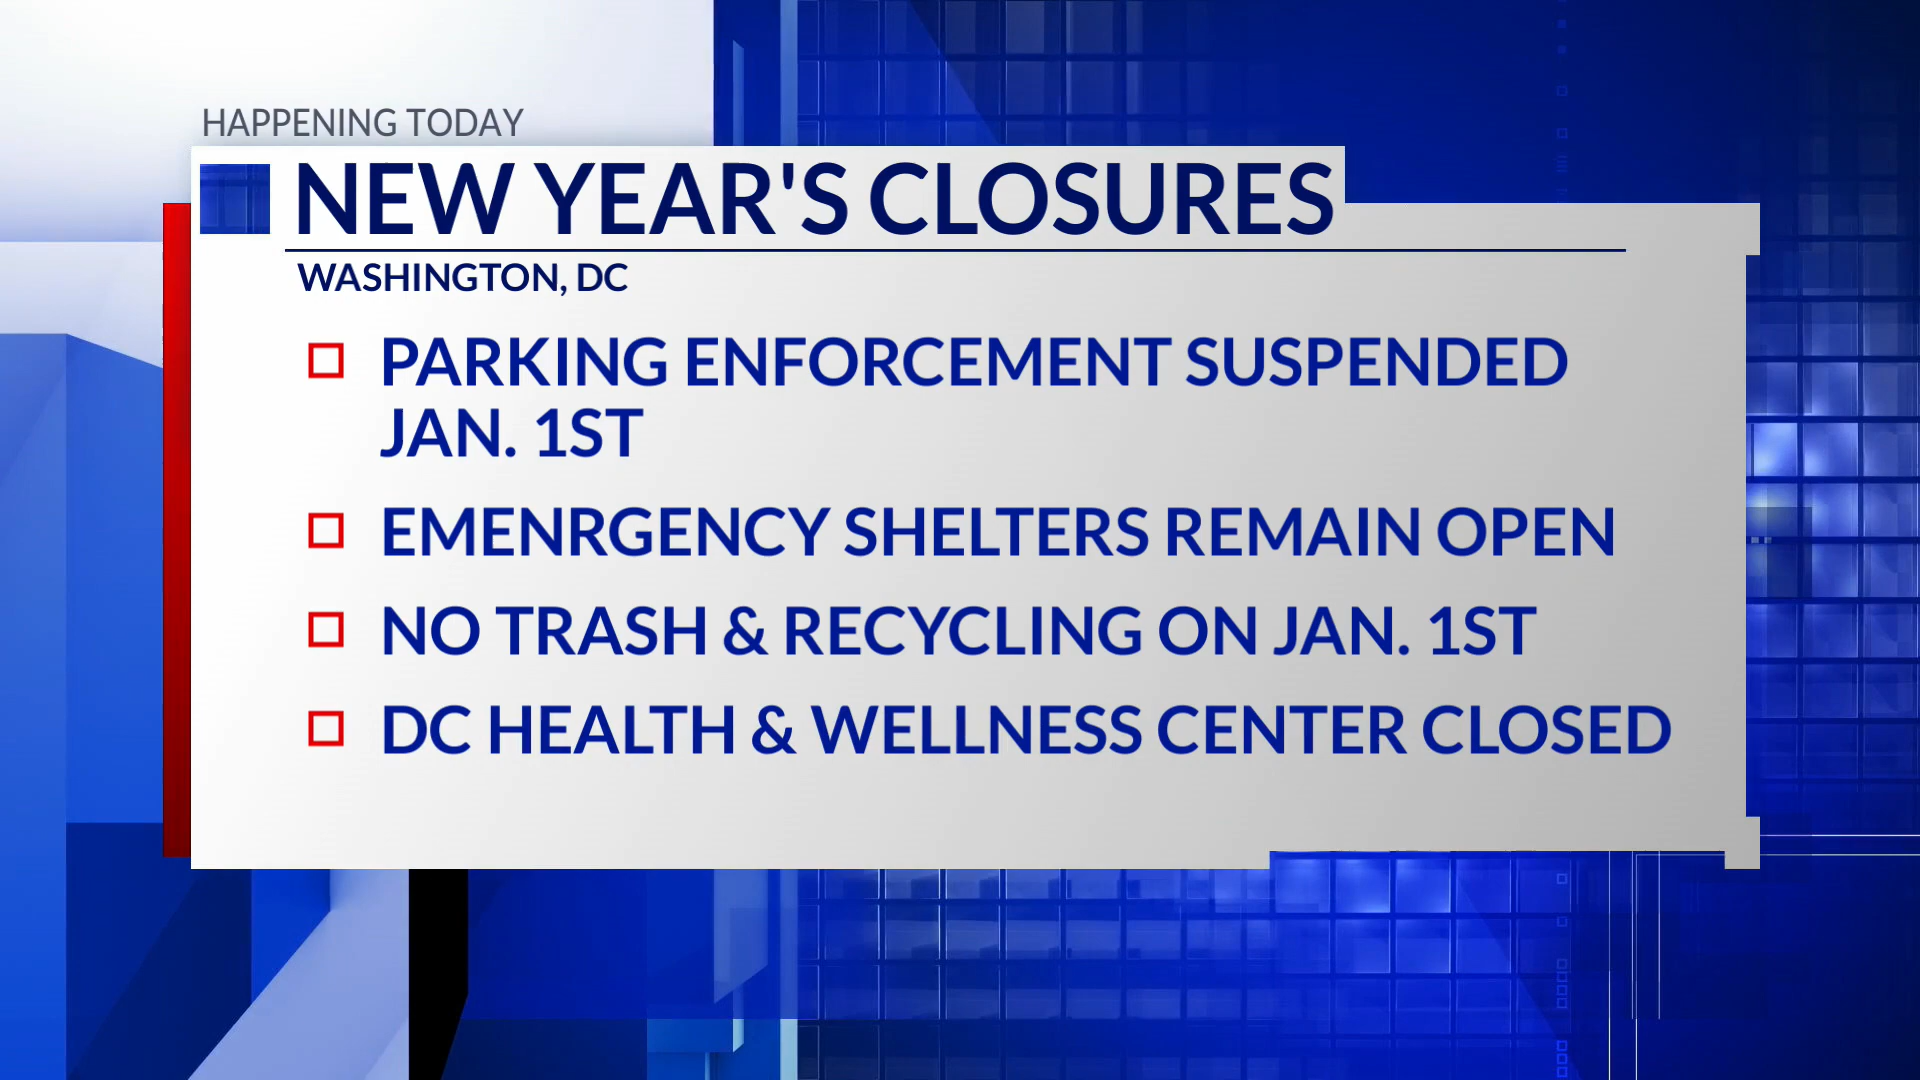 HAPPENING TODAY
NEW YEAR'S CLOSURES
WASHINGTON, DC
PARKING ENFORCEMENT SUSPENDED
JAN. 1ST
EMENRGENCY SHELTERS REMAIN OPEN
NO TRASH & RECYCLING ON JAN. 1ST
DC HEALTH & WELLNESS CENTER CLOSED